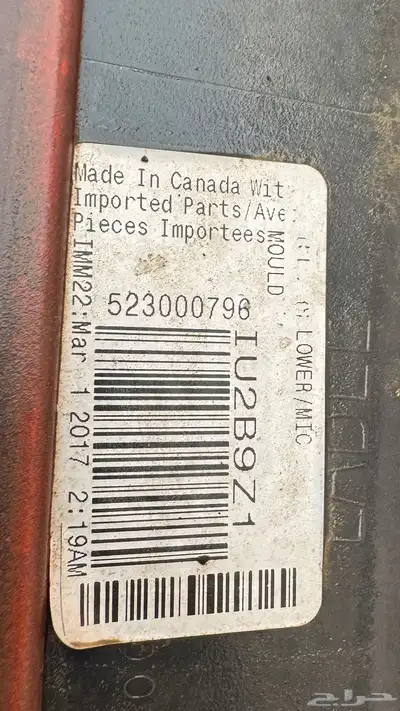 Made In Canada Wit
Imported Parts/Ave
Pieces Importees
MOULD
LOWER/MIC
523000796
IU2B9Z1
IMM22:Mar 1 2017 2:19AM
حراج